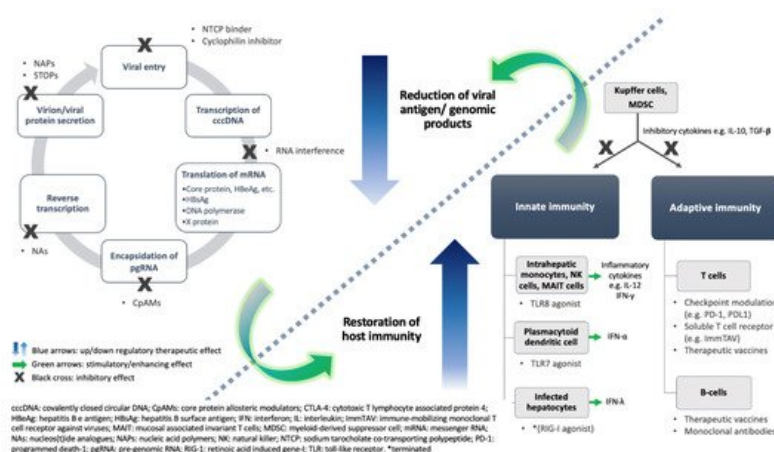 NTCP binder
Cyclophilin inhibitor
NAPs
STOPs
Viral entry
Virion/viral
protein secretion
Transcription of
cccDNA
RNA interference
Translation of mRNA
Core protein, HBeAg, etc.
HBsAg
DNA polymerase
X protein
Reverse
transcription
NAs
Encapsidation of
pgRNA
CpAMs
Reduction of viral
antigen/ genomic
products
Restoration of
host immunity
Kupffer cells,
MDSC
Inhibitory cytokines e.g. IL-10, TGF-β
Innate immunity
Adaptive immunity
Intrahepatic
monocytes, NK
cells, MAIT cells
Inflammatory
cytokines
e.g. IL-12
IFN-γ
TLR8 agonist
Plasmacytoid
dendritic cell
IFN-α
TLR7 agonist
Infected
hepatocytes
IFN-λ
*(RIG-I agonist)
T cells
Checkpoint modulation
(e.g. PD-1, PDL1)
Soluble T cell receptor
(e.g. ImmTAV)
Therapeutic vaccines
B-cells
Therapeutic vaccines
Monoclonal antibodies
Blue arrows: up/down regulatory therapeutic effect
Green arrows: stimulatory/enhancing effect
X Black cross: inhibitory effect
cccDNA: covalently closed circular DNA; CpAMs: core protein allosteric modulators; CTLA-4: cytotoxic T lymphocyte associated protein 4;
HBeAg: hepatitis B e antigen; HBsAg: hepatitis B surface antigen; IFN: interferon; IL: interleukin; ImmTAV: immune-mobilizing monoclonal T
cell receptor against viruses; MAIT: mucosal associated invariant T cells; MDSC: myeloid-derived suppressor cell; mRNA: messenger RNA;
NAs: nucleos(t)ide analogues; NAPs: nucleic acid polymers; NK: natural killer; NTCP: sodium tarocholate co-transporting polypeptide; PD-1:
programmed death-1; pgRNA: pre-genomic RNA; RIG-1: retinoic acid induced gene-I; TLR: toll-like receptor. *terminated